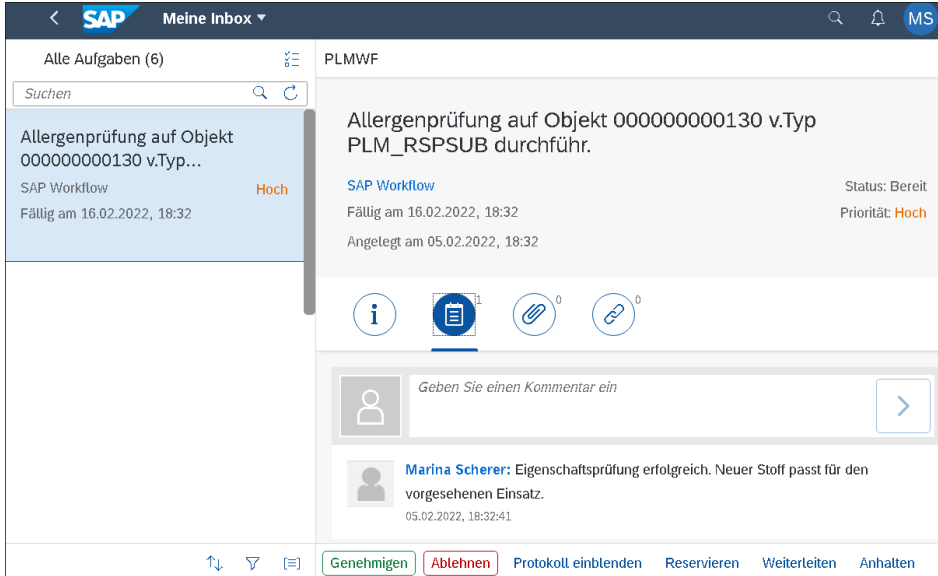 SAP Meine Inbox
MS
Alle Aufgaben (6)
Suchen
Allergenprüfung auf Objekt
000000000130 v.Typ...
SAP Workflow
Hoch
Fällig am 16.02.2022, 18:32
PLMWF
Allergenprüfung auf Objekt 000000000130 v.Typ
PLM_RSPSUB durchführ.
SAP Workflow
Status: Bereit
Fällig am 16.02.2022, 18:32
Priorität: Hoch
Angelegt am 05.02.2022, 18:32
1
0
0
Geben Sie einen Kommentar ein
Marina Scherer: Eigenschaftsprüfung erfolgreich. Neuer Stoff passt für den
vorgesehenen Einsatz.
05.02.2022, 18:32:41
Genehmigen Ablehnen Protokoll einblenden Reservieren Weiterleiten Anhalten